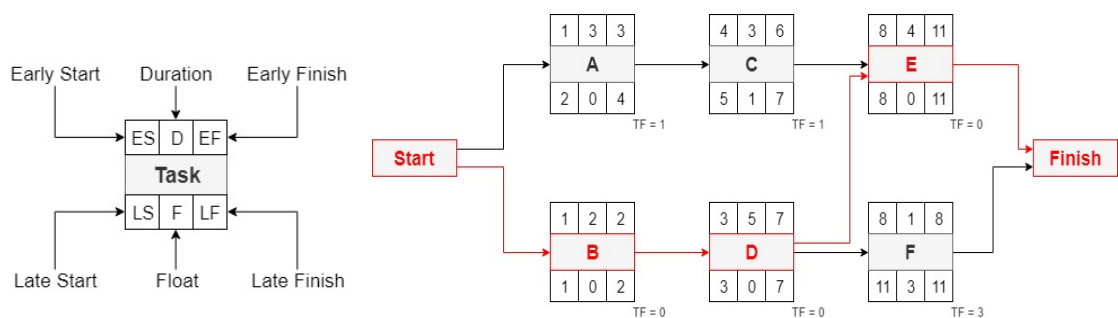 Early Start Duration Early Finish
ES D EF
Task
LS F LF
Late Start Float Late Finish
Start
1 3 3
A
2 0 4
TF = 1
4 3 6
C
5 1 7
TF = 1
8 4 11
E
8 0 11
TF = 0
1 2 2
B
1 0 2
TF = 0
3 5 7
D
3 0 7
TF = 0
8 1 8
F
11 3 11
TF = 3
Finish